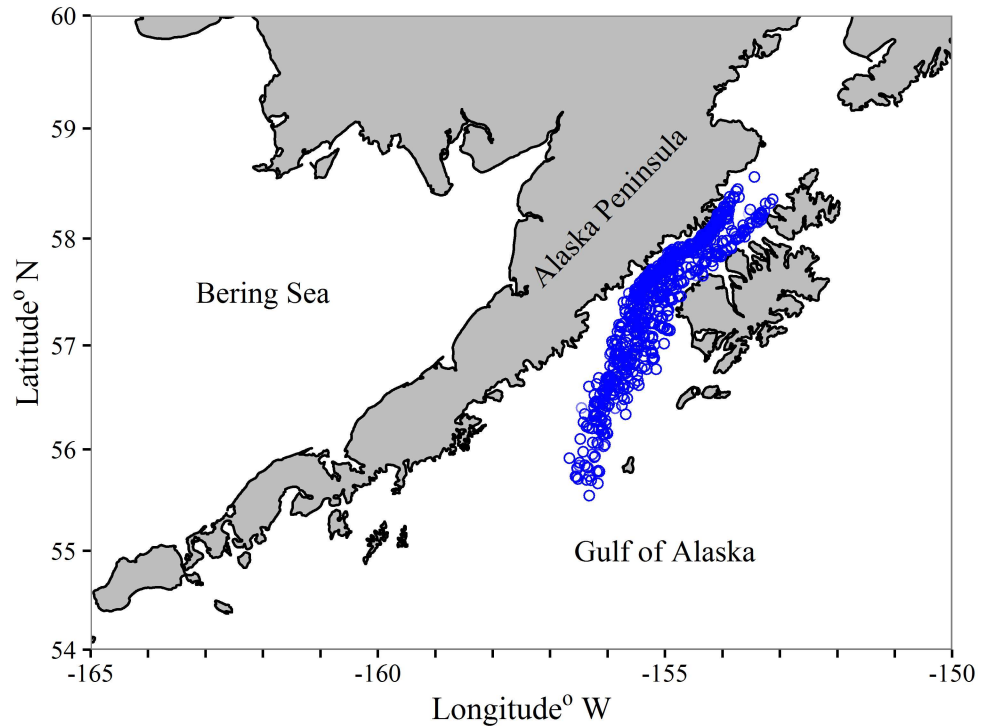 60
59
58
57
56
55
54
Latitude° N
Alaska Peninsula
Bering Sea
Gulf of Alaska
-165
-160
-155
-150
Longitude° W